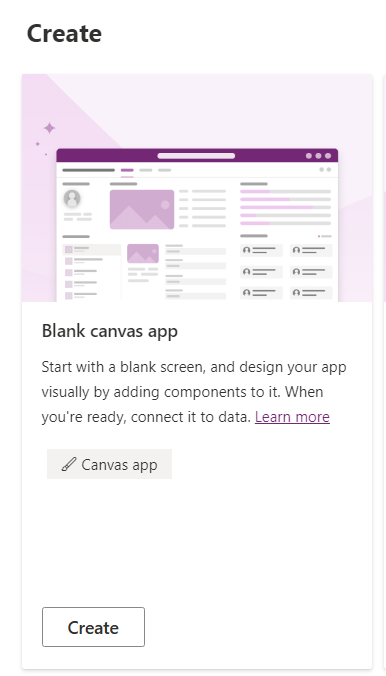 Create
Blank canvas app
Start with a blank screen, and design your app
visually by adding components to it. When
you're ready, connect it to data. Learn more
Canvas app
Create